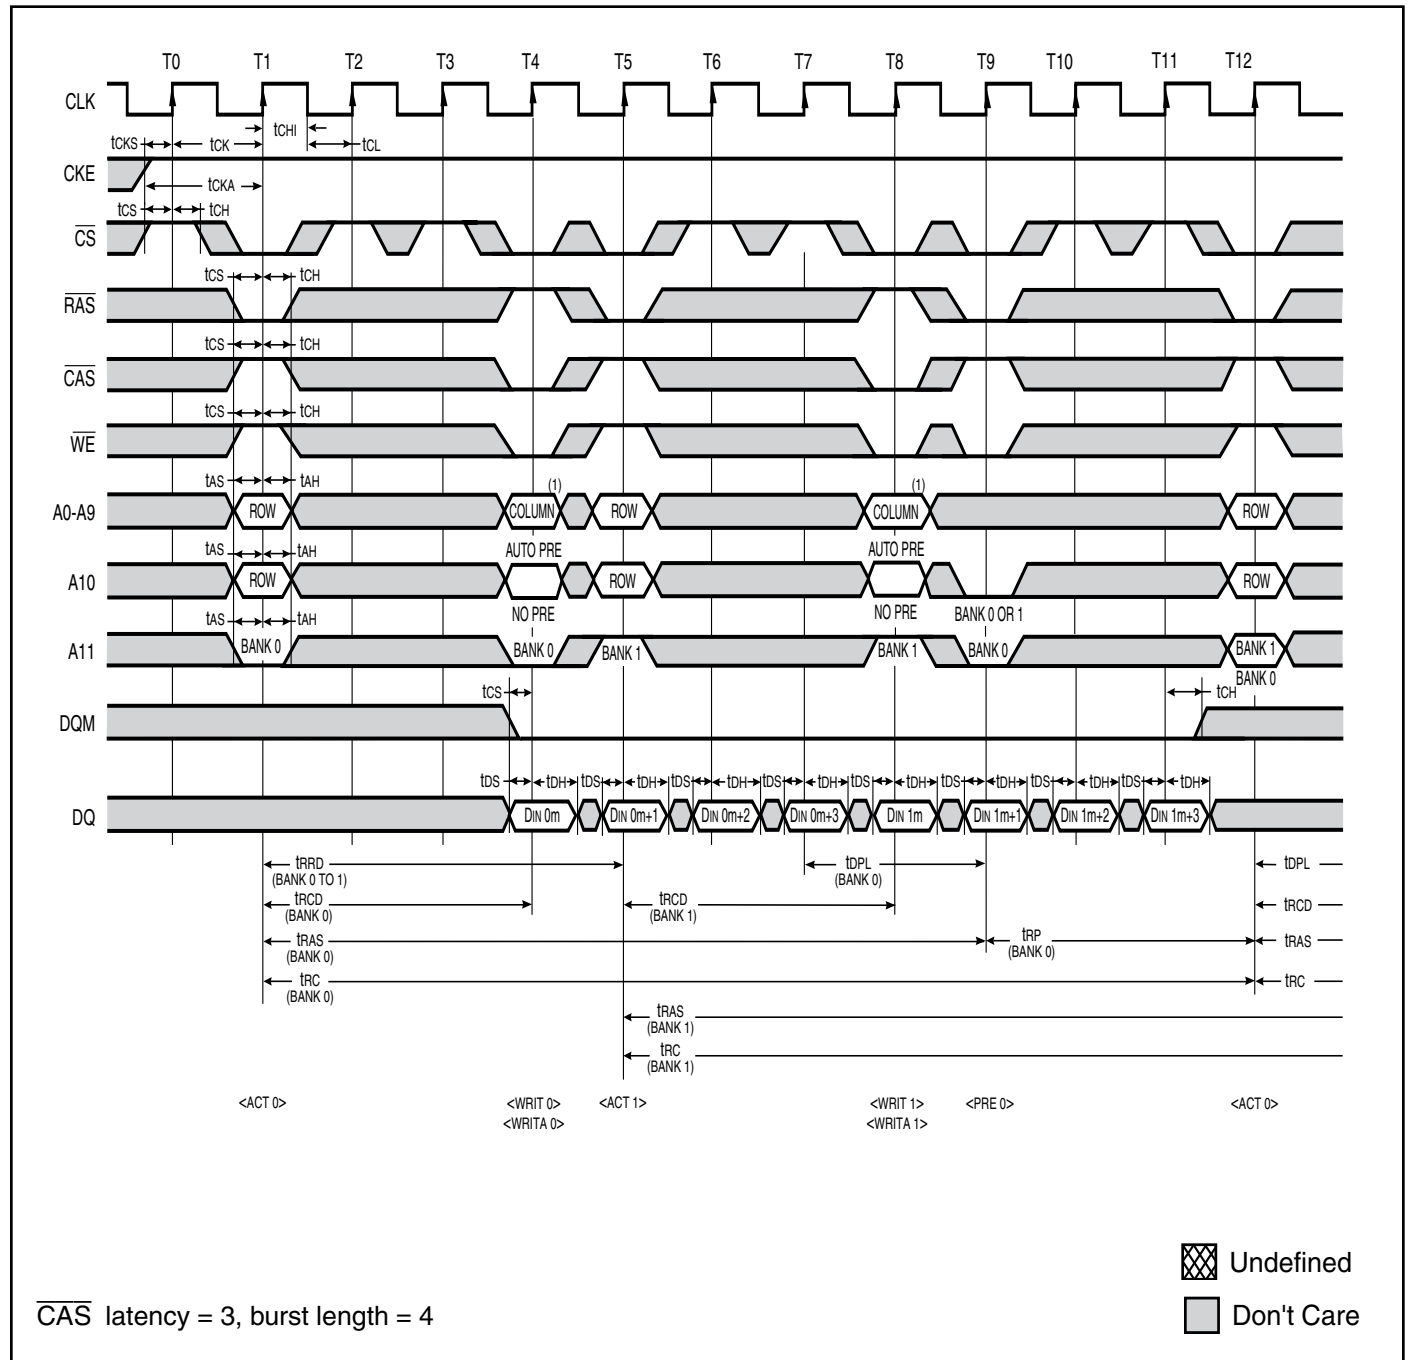 T0 T1 T2 T3 T4 T5 T6 T7 T8 T9 T10 T11 T12
CLK
tCHI
tCKS tCK tCL
CKE
tCKA
tCS tCH
CS
tCS tCH
RAS
tCS tCH
CAS
tCS tCH
WE
tAS tAH (1) (1)
A0-A9 ROW COLUMN ROW COLUMN ROW
tAS tAH AUTO PRE AUTO PRE
A10 ROW ROW ROW
tAS tAH NO PRE NO PRE BANK 0 OR 1
A11 BANK 0 BANK 0 BANK 1 BANK 1 BANK 0 BANK 1
BANK 0
tCS tCH
DQM
tDS tDH tDS tDH tDS tDH tDS tDH tDS tDH tDS tDH tDS tDH tDS tDH
DQ DIN 0m DIN 0m+1 DIN 0m+2 DIN 0m+3 DIN 1m DIN 1m+1 DIN 1m+2 DIN 1m+3
tRRD tDPL tDPL
(BANK 0 TO 1) (BANK 0)
tRCD tRCD tRCD
(BANK 0) (BANK 1)
tRAS tRP tRAS
(BANK 0) (BANK 0)
tRC tRC
(BANK 0)
tRAS
(BANK 1)
tRC
(BANK 1)
<ACT 0> <WRIT 0> <ACT 1> <WRIT 1> <PRE 0> <ACT 0>
<WRITA 0> <WRITA 1>
Undefined
CAS latency = 3, burst length = 4
Don't Care